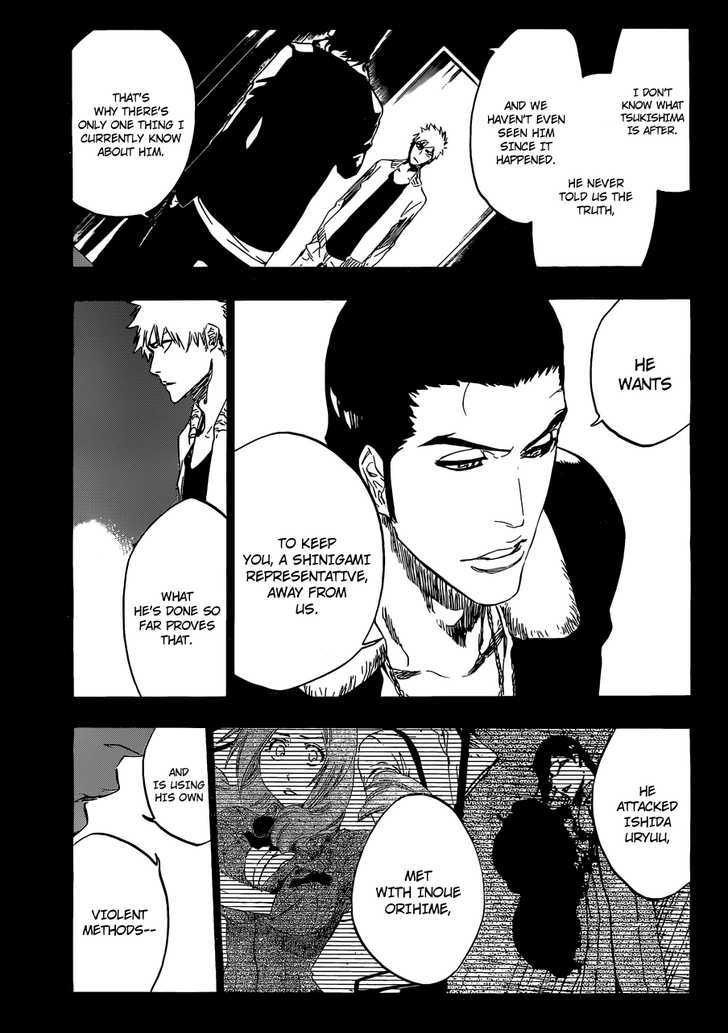 I DON'T
KNOW WHAT
TSUKISHIMA
IS AFTER.
HE NEVER
TOLD US THE
TRUTH,
AND WE
HAVEN'T EVEN
SEEN HIM
SINCE IT
HAPPENED.
THAT'S
WHY THERE'S
ONLY ONE THING I
CURRENTLY KNOW
ABOUT HIM.
HE
WANTS
TO KEEP
YOU, A SHINIGAMI
REPRESENTATIVE,
AWAY FROM
US.
WHAT
HE'S DONE SO
FAR PROVES
THAT.
HE
ATTACKED
ISHIDA
URYUU,
MET
WITH INOUE
ORIHIME,
AND
IS USING
HIS OWN
VIOLENT
METHODS--